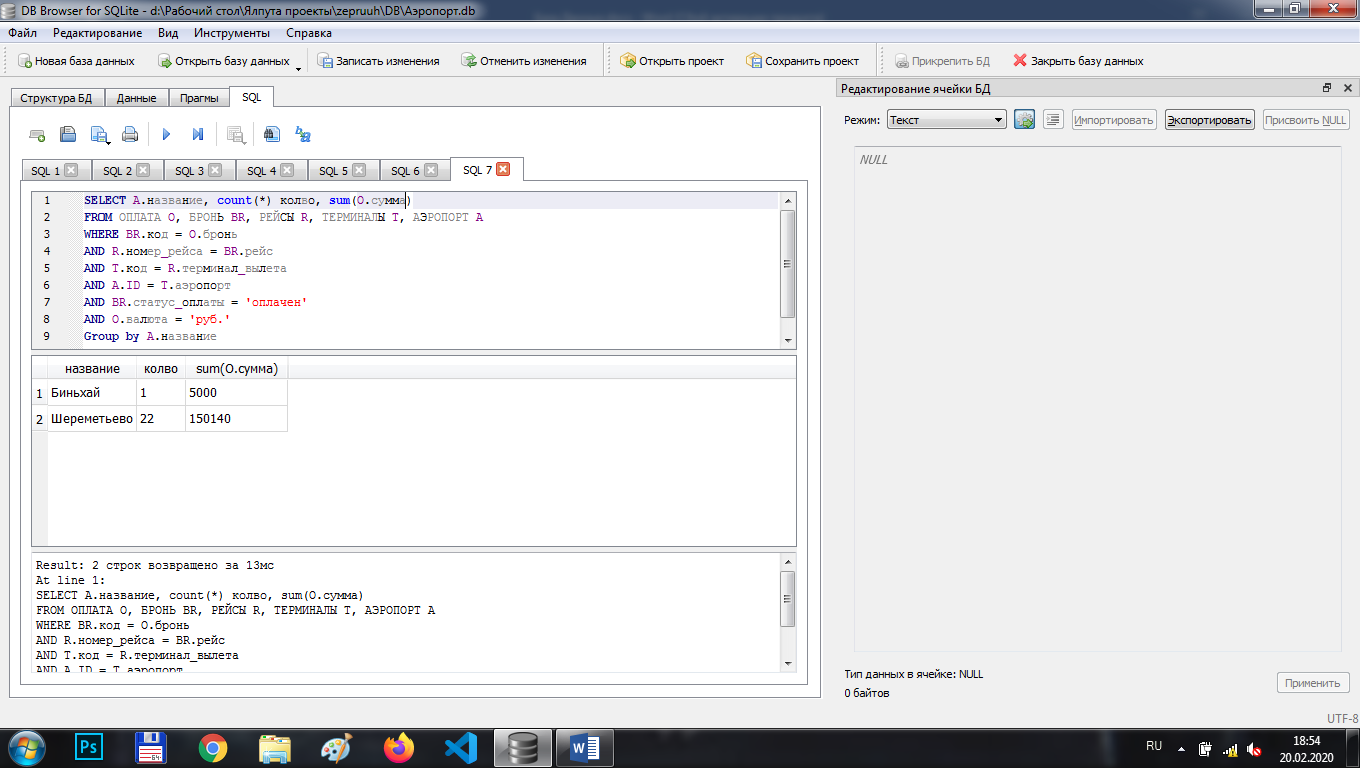 DB Browser for SQLite - d:\Рабочий стол\Ялпута проекты\zepruuh\DB\Аэропорт.db
Файл Редактирование Вид Инструменты Справка
Новая база данных Открыть базу данных Записать изменения Отменить изменения Открыть проект Сохранить проект Прикрепить БД Закрыть базу данных
Структура БД Данные Прагмы SQL
SQL 1 SQL 2 SQL 3 SQL 4 SQL 5 SQL 6 SQL 7
1 SELECT A.название, count(*) колво, sum(O.сумма)
2 FROM ОПЛАТА O, БРОНЬ BR, РЕЙСЫ R, ТЕРМИНАЛЫ T, АЭРОПОРТ A
3 WHERE BR.код = O.бронь
4 AND R.номер_рейса = BR.рейс
5 AND T.код = R.терминал_вылета
6 AND A.ID = T.аэропорт
7 AND BR.статус_оплаты = 'оплачен'
8 AND O.валюта = 'руб.'
9 Group by A.название
название колво sum(O.сумма)
1 Биньхай 1 5000
2 Шереметьево 22 150140
Result: 2 строк возвращено за 13мс
At line 1:
SELECT A.название, count(*) колво, sum(O.сумма)
FROM ОПЛАТА O, БРОНЬ BR, РЕЙСЫ R, ТЕРМИНАЛЫ T, АЭРОПОРТ A
WHERE BR.код = O.бронь
AND R.номер_рейса = BR.рейс
AND T.код = R.терминал_вылета
AND A.ID = T.аэропорт
Редактирование ячейки БД
Режим: Текст Импортировать Экспортировать Присвоить NULL
NULL
Тип данных в ячейке: NULL
0 байтов
Применить
UTF-8
Ps 64 W RU 18:54
20.02.2020